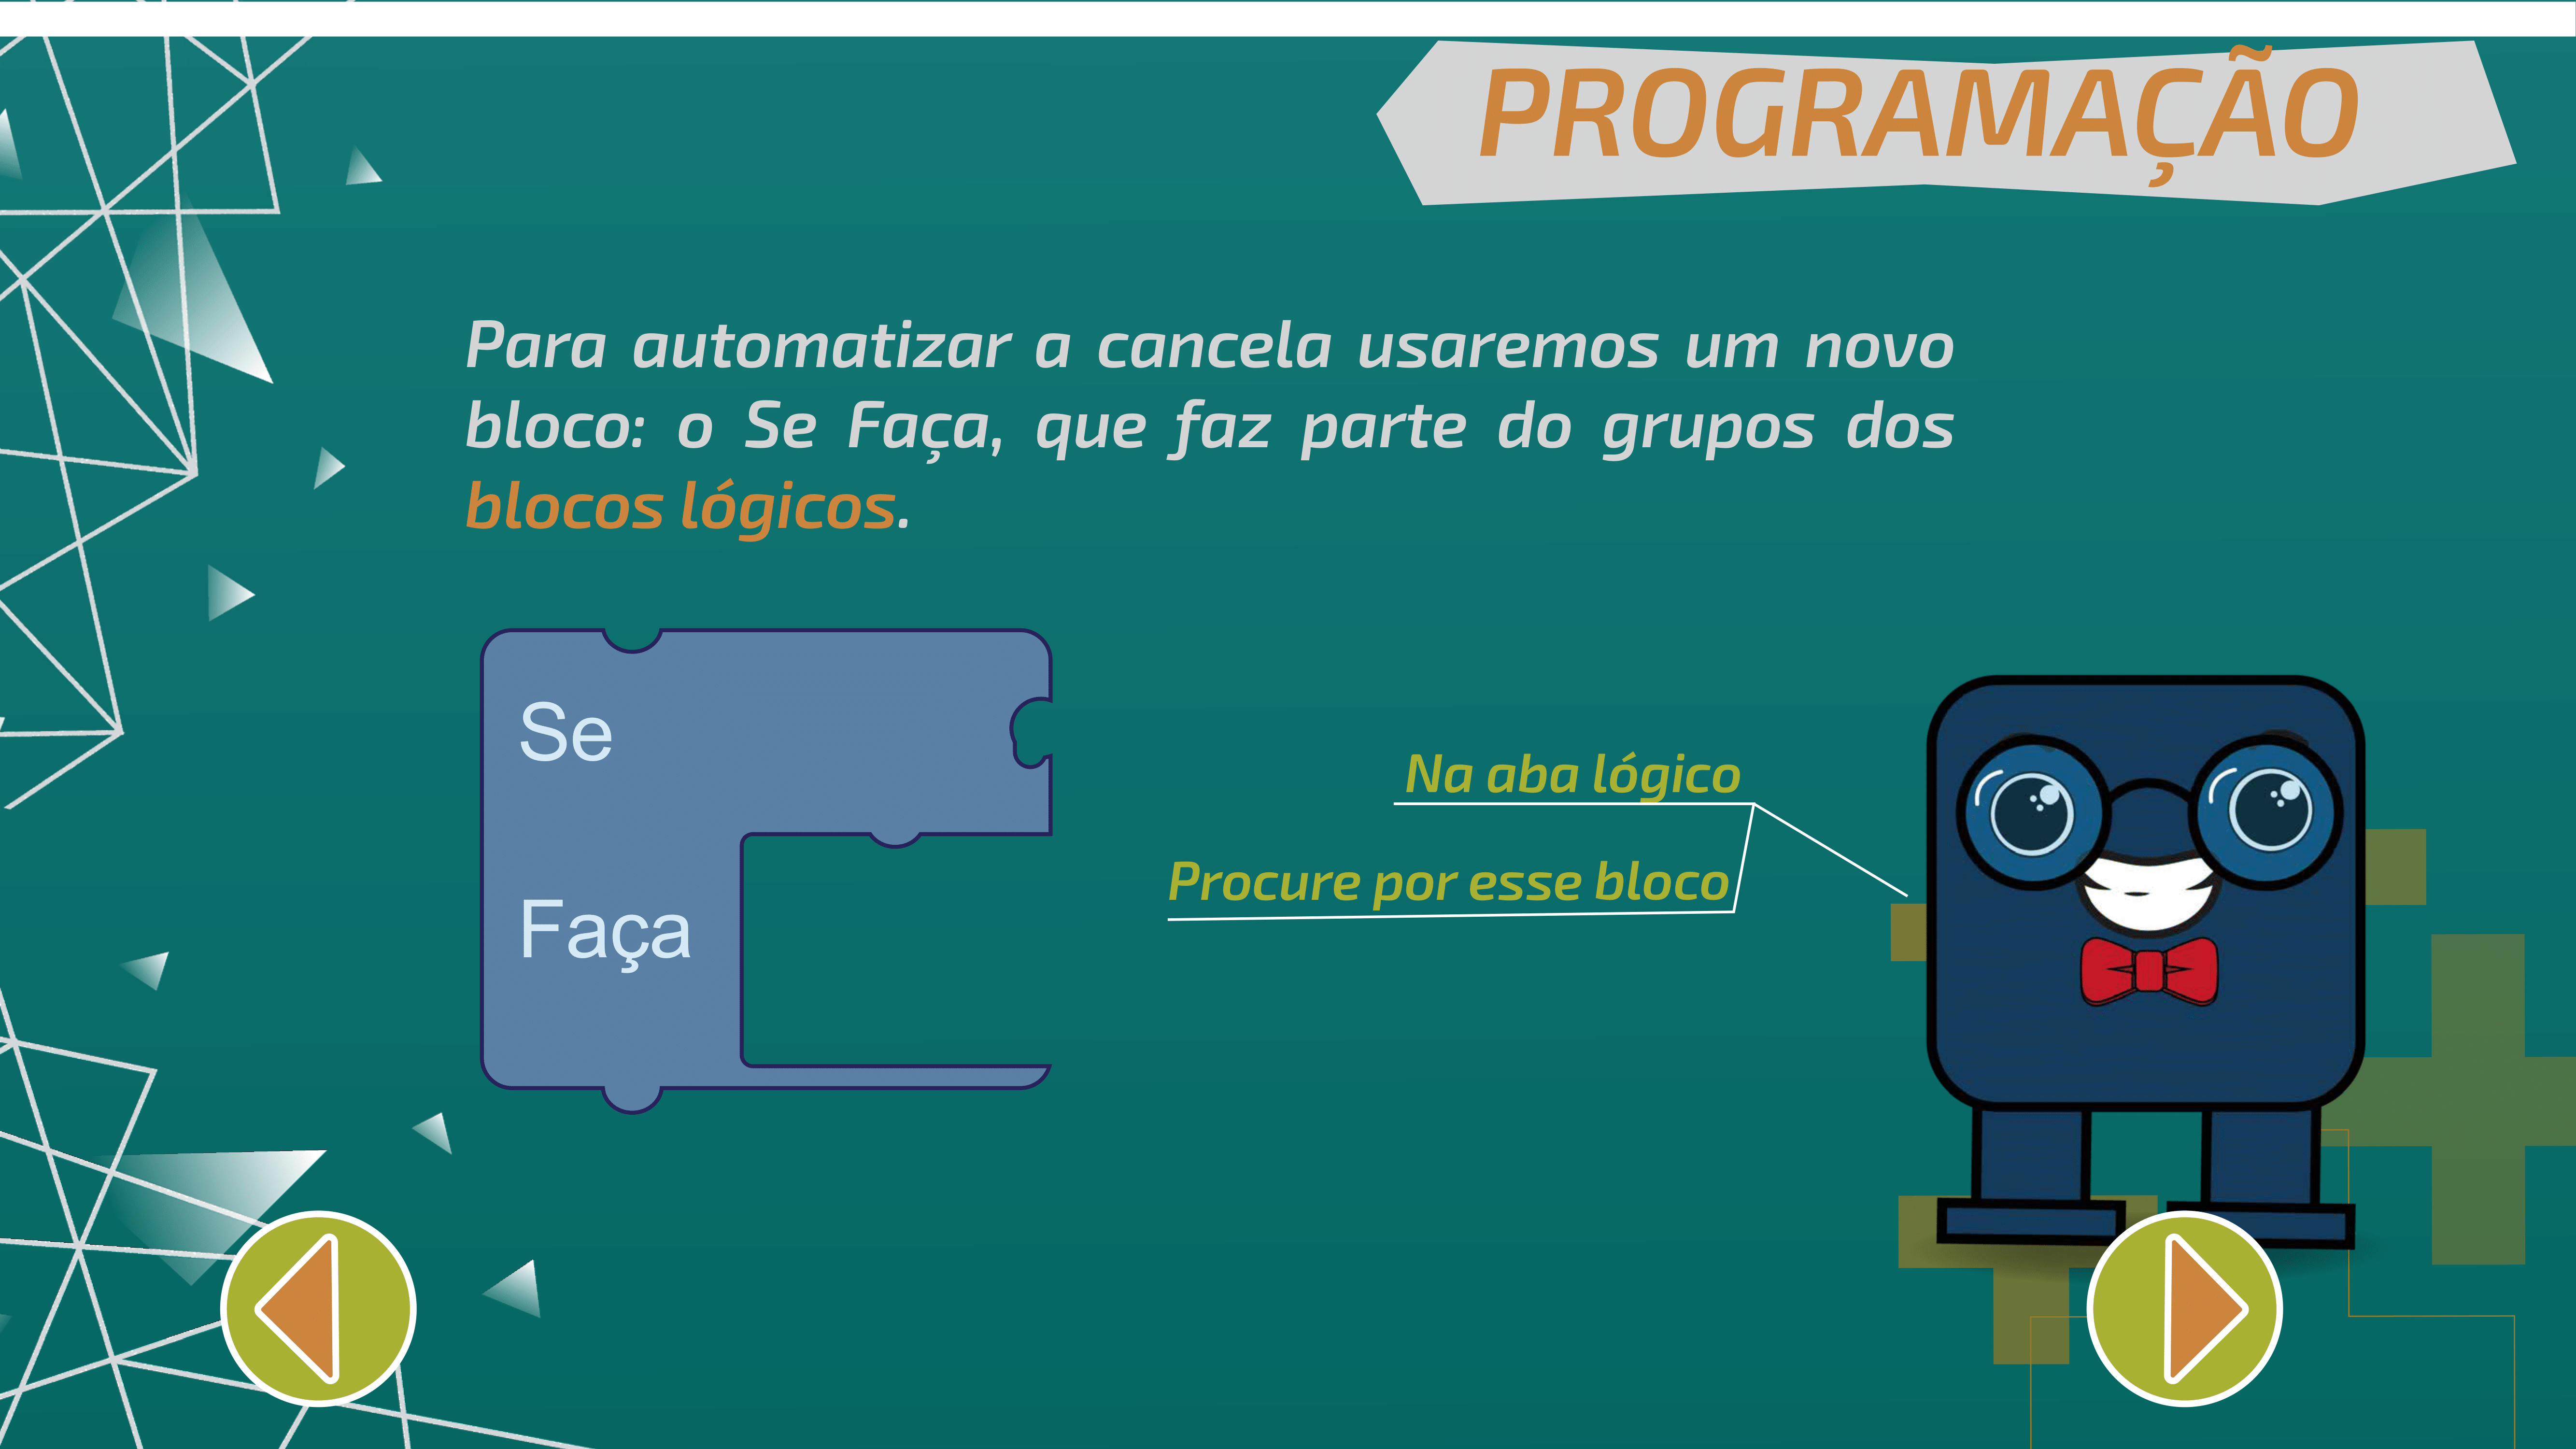 PROGRAMAÇÃO
Para automatizar a cancela usaremos um novo
bloco: o Se Faça, que faz parte do grupos dos
blocos lógicos.
Se
Faça
Na aba lógico
Procure por esse bloco